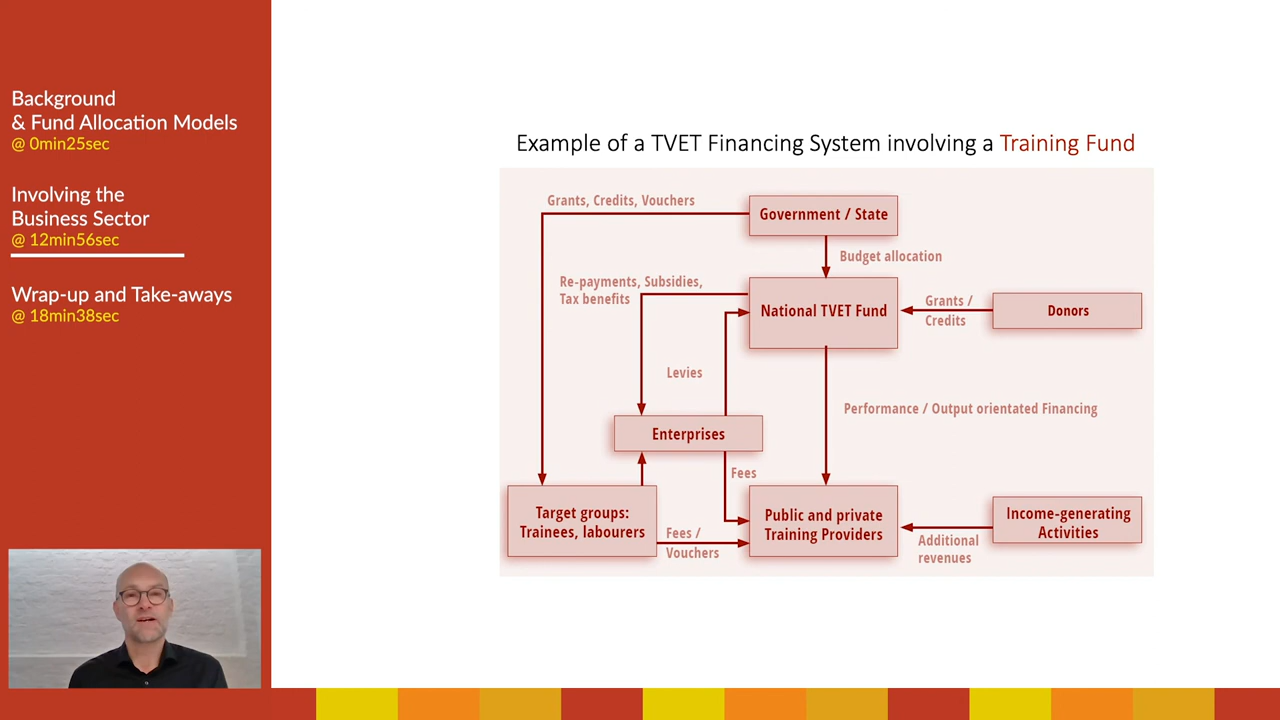 Background
& Fund Allocation Models
@ 0min25sec
Involving the
Business Sector
@ 12min56sec
Wrap-up and Take-aways
@ 18min38sec
Example of a TVET Financing System involving a Training Fund
Grants, Credits, Vouchers
Government / State
Budget allocation
Re-payments, Subsidies,
Tax benefits
National TVET Fund
Grants /
Credits
Donors
Levies
Performance / Output orientated Financing
Enterprises
Fees
Target groups:
Trainees, labourers
Fees /
Vouchers
Public and private
Training Providers
Additional
revenues
Income-generating
Activities